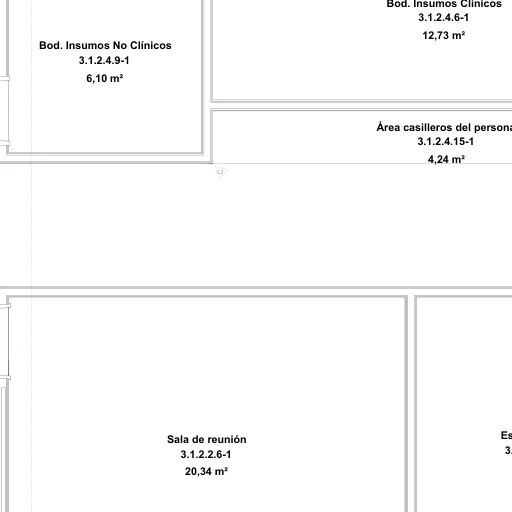 Bod. Insumos Clínicos
3.1.2.4.6-1
12,73 m²
Bod. Insumos No Clínicos
3.1.2.4.9-1
6,10 m²
Área casilleros del persona
3.1.2.4.15-1
4,24 m²
Sala de reunión
3.1.2.2.6-1
20,34 m²
Es
3.